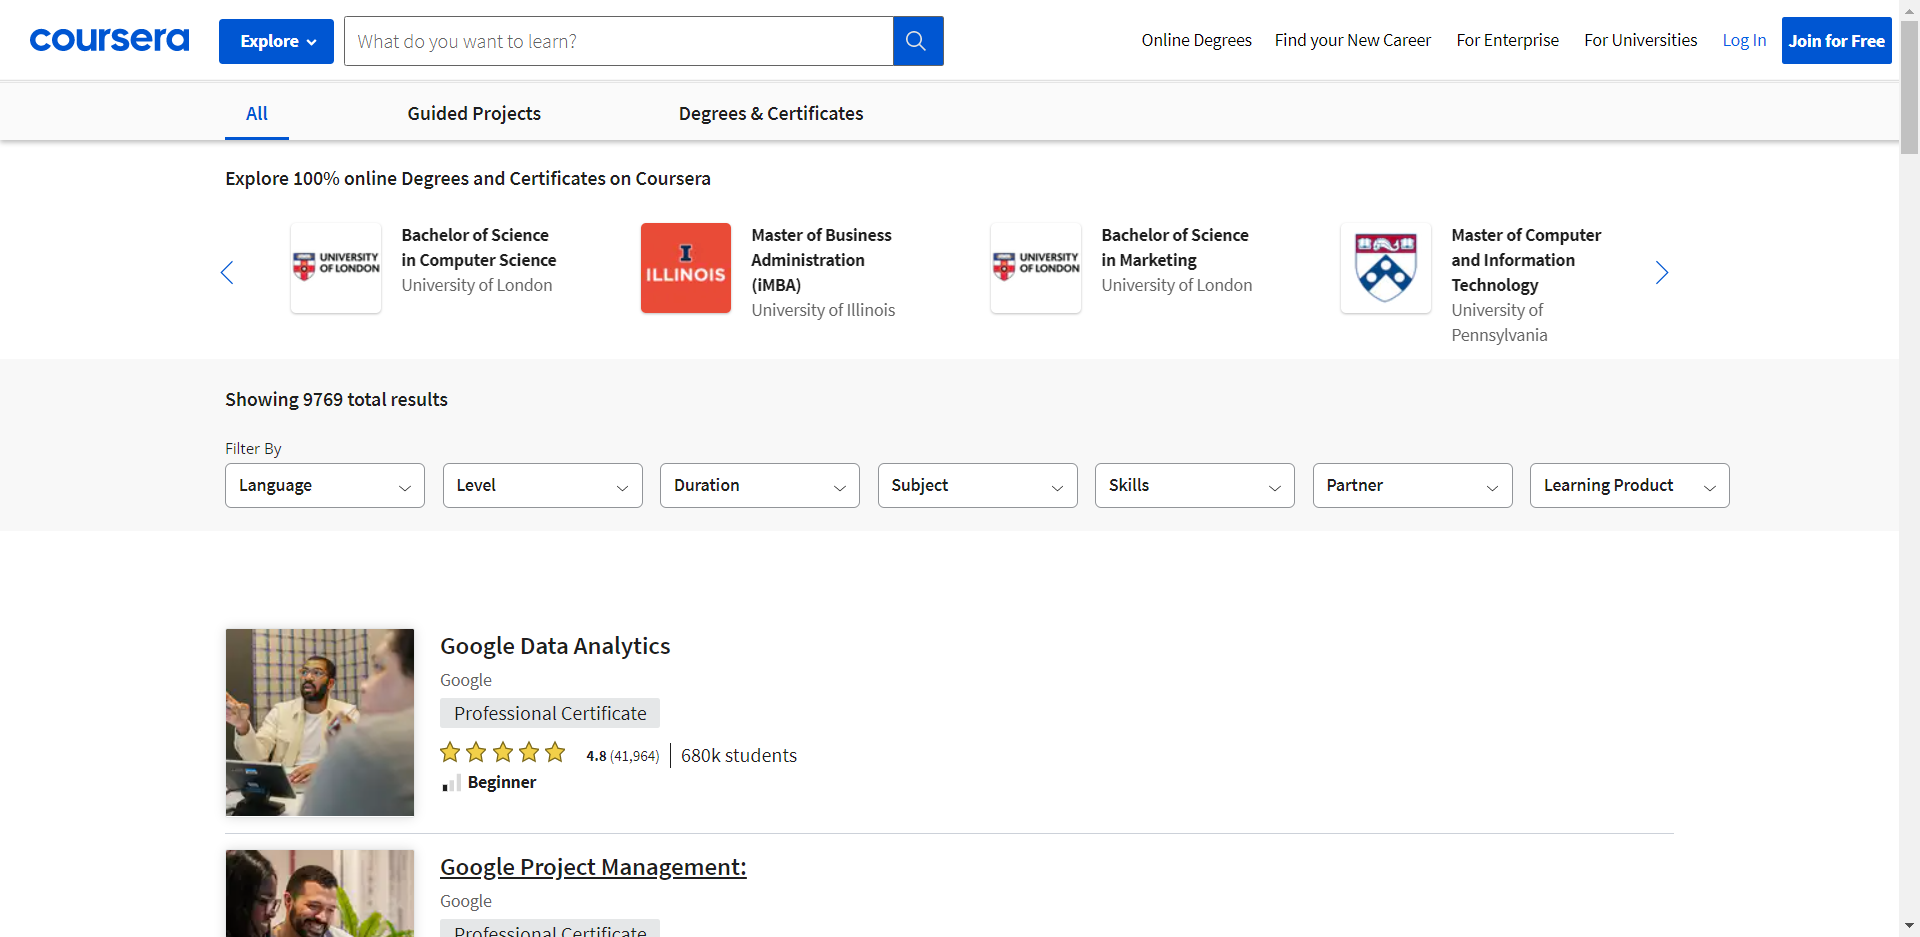 coursera
Explore
What do you want to learn?
Online Degrees
Find your New Career
For Enterprise
For Universities
Log In
Join for Free
All
Guided Projects
Degrees & Certificates
Explore 100% online Degrees and Certificates on Coursera
UNIVERSITY
OF LONDON
Bachelor of Science
in Computer Science
University of London
I
ILLINOIS
Master of Business
Administration
(iMBA)
University of Illinois
UNIVERSITY
OF LONDON
Bachelor of Science
in Marketing
University of London
Master of Computer
and Information
Technology
University of
Pennsylvania
Showing 9769 total results
Filter By
Language
Level
Duration
Subject
Skills
Partner
Learning Product
Google Data Analytics
Google
Professional Certificate
4.8 (41,964)
680k students
Beginner
Google Project Management:
Google
Professional Certificate